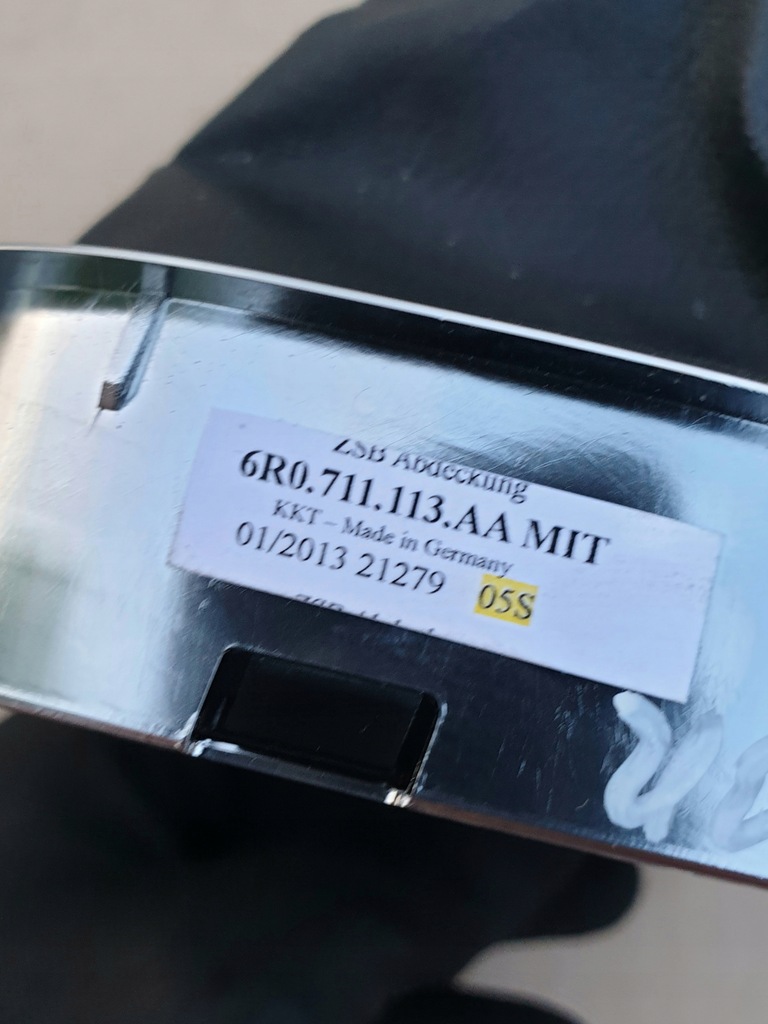 ZSB Abdeckung
6R0.711.113.AA MIT
KKT – Made in Germany
01/2013 21279 05S